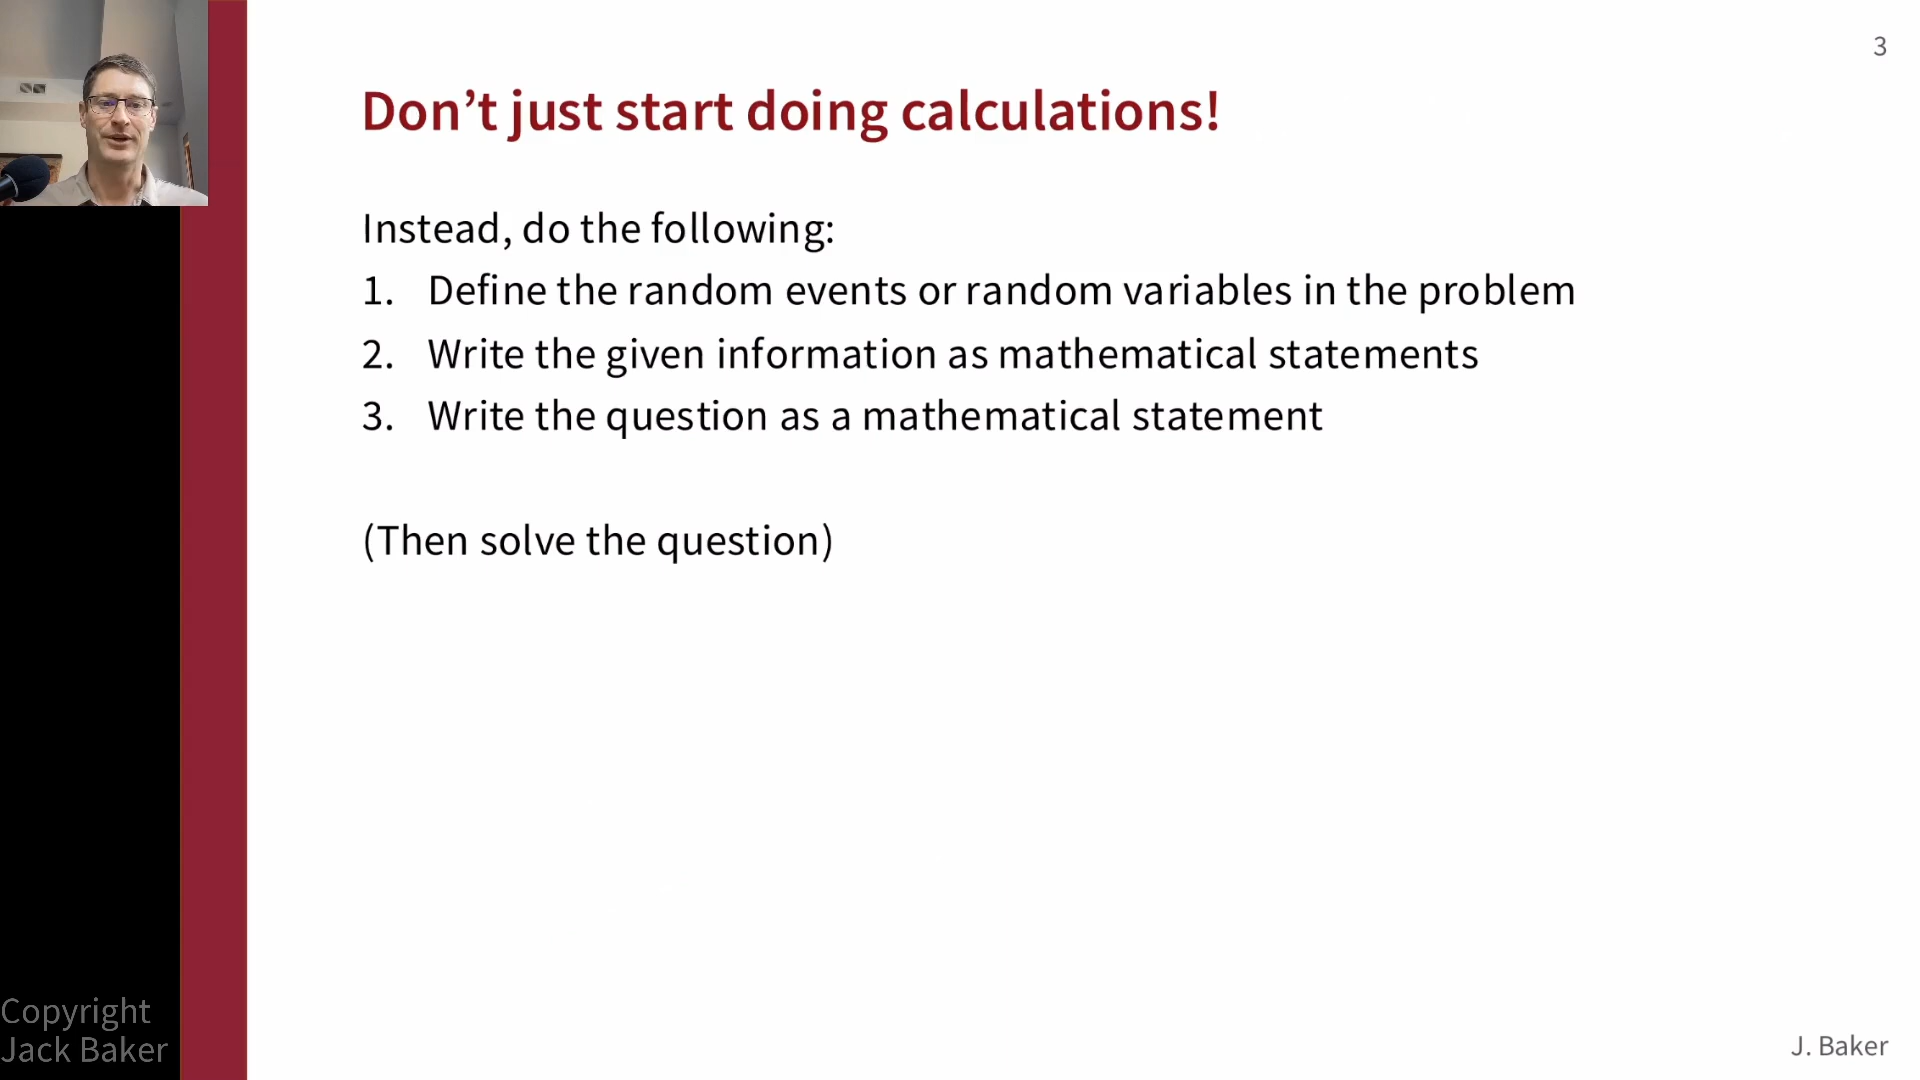 3
Don’t just start doing calculations!
Instead, do the following:
1. Define the random events or random variables in the problem
2. Write the given information as mathematical statements
3. Write the question as a mathematical statement
(Then solve the question)
Copyright
Jack Baker
J. Baker